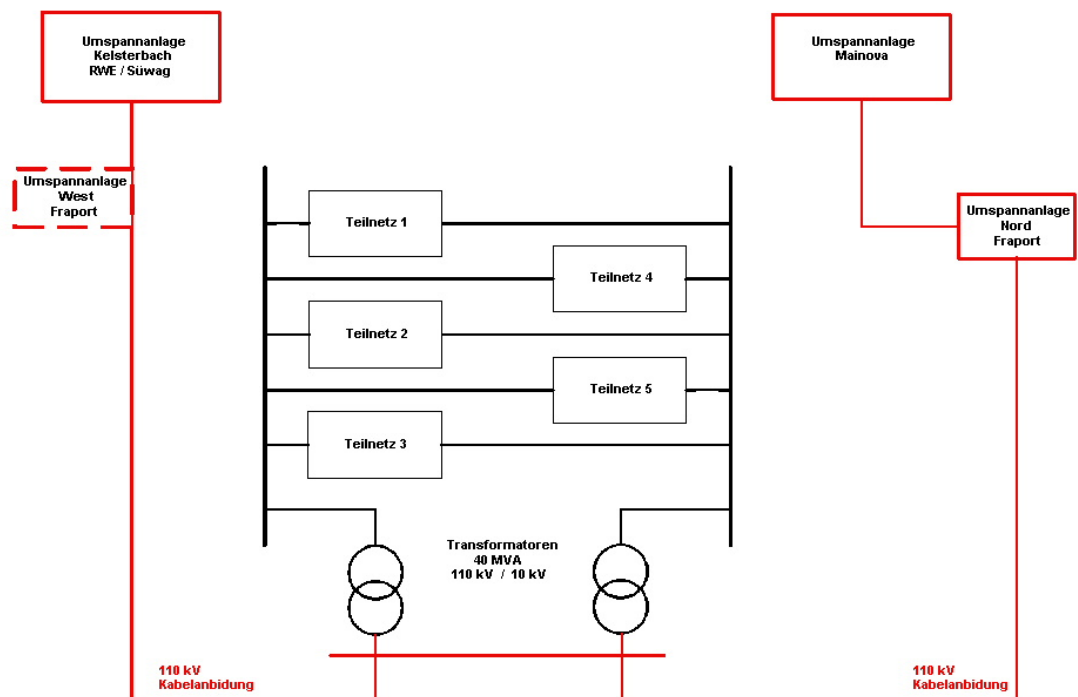 Umspannanlage
Kelsterbach
RWE / Süwag
Umspannanlage
Mainova
Umspannanlage
West
Fraport
Umspannanlage
Nord
Fraport
Teilnetz 1
Teilnetz 4
Teilnetz 2
Teilnetz 5
Teilnetz 3
Transformatoren
40 MVA
110 kV / 10 kV
110 kV
Kabelanbidung
110 kV
Kabelanbidung